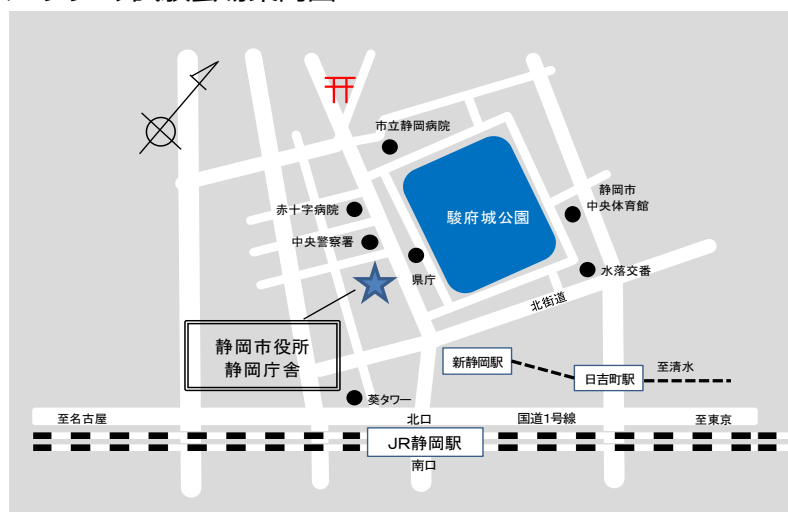 市立静岡病院
赤十字病院
中央警察署
県庁
駿府城公園
静岡市
中央体育館
水落交番
北街道
静岡市役所
静岡庁舎
新静岡駅
日吉町駅
至清水
葵タワー
至名古屋
北口
国道1号線
至東京
JR静岡駅
南口